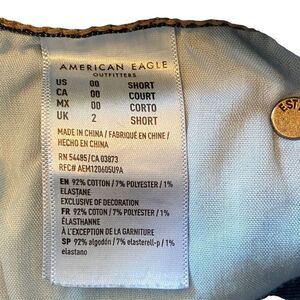 AMERICAN EAGLE
OUTFITTERS
US 00 SHORT
CA 00 COURT
MX 00 CORTO
UK 2 SHORT
MADE IN CHINA / FABRIQUÉ EN CHINE /
HECHO EN CHINA
RN 54485 / CA 03873
RFC# AEM120605U9A
EN 92% COTTON / 7% POLYESTER / 1%
ELASTANE
EXCLUSIVE OF DECORATION
FR 92% COTON / 7% POLYESTER / 1%
ÉLASTHANNE
À L'EXCEPTION DE LA GARNITURE
SP 92% algodón / 7% elasterell-p / 1%
elastano
EST